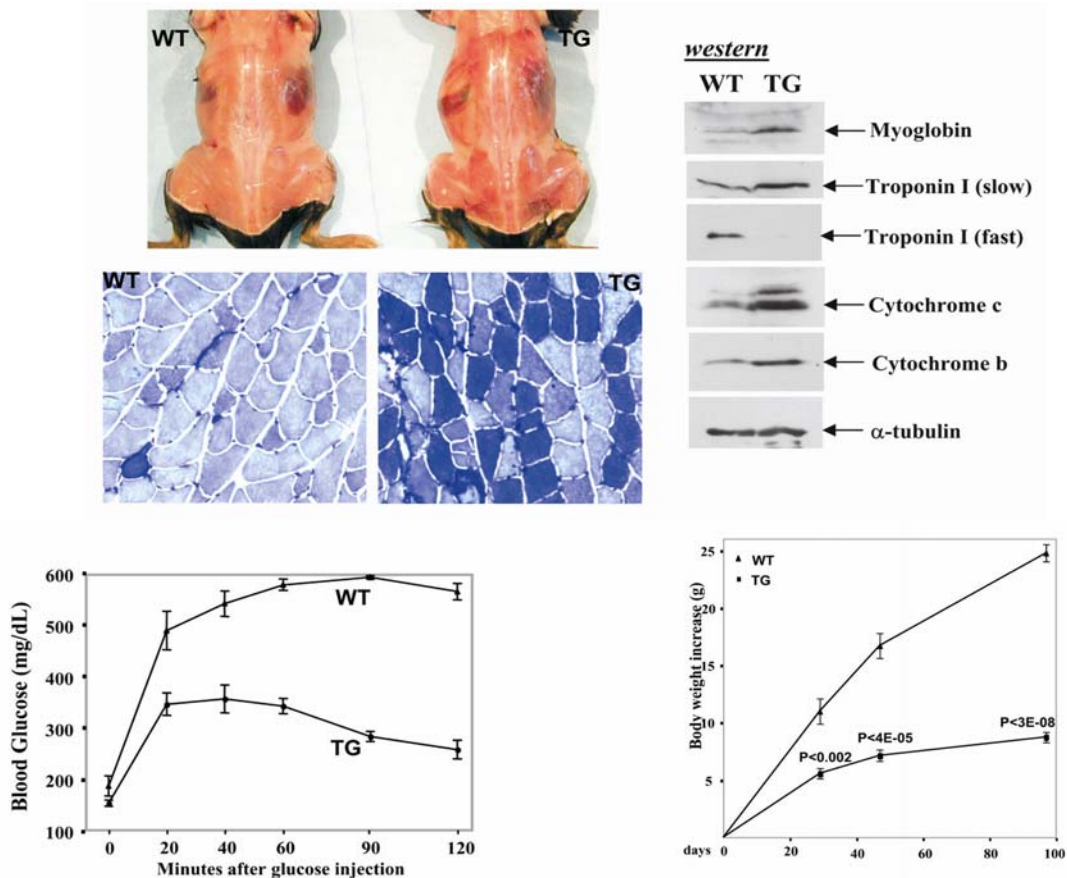 WT
TG
western
WT TG
Myoglobin
Troponin I (slow)
Troponin I (fast)
Cytochrome c
Cytochrome b
α-tubulin
WT
TG
Blood Glucose (mg/dL)
600
500
400
300
200
100
WT
TG
0 20 40 60 90 120
Minutes after glucose injection
Body weight increase (g)
25
20
15
10
5
WT
TG
P<0.002
P<4E-05
P<3E-08
days 0 20 40 60 80 100